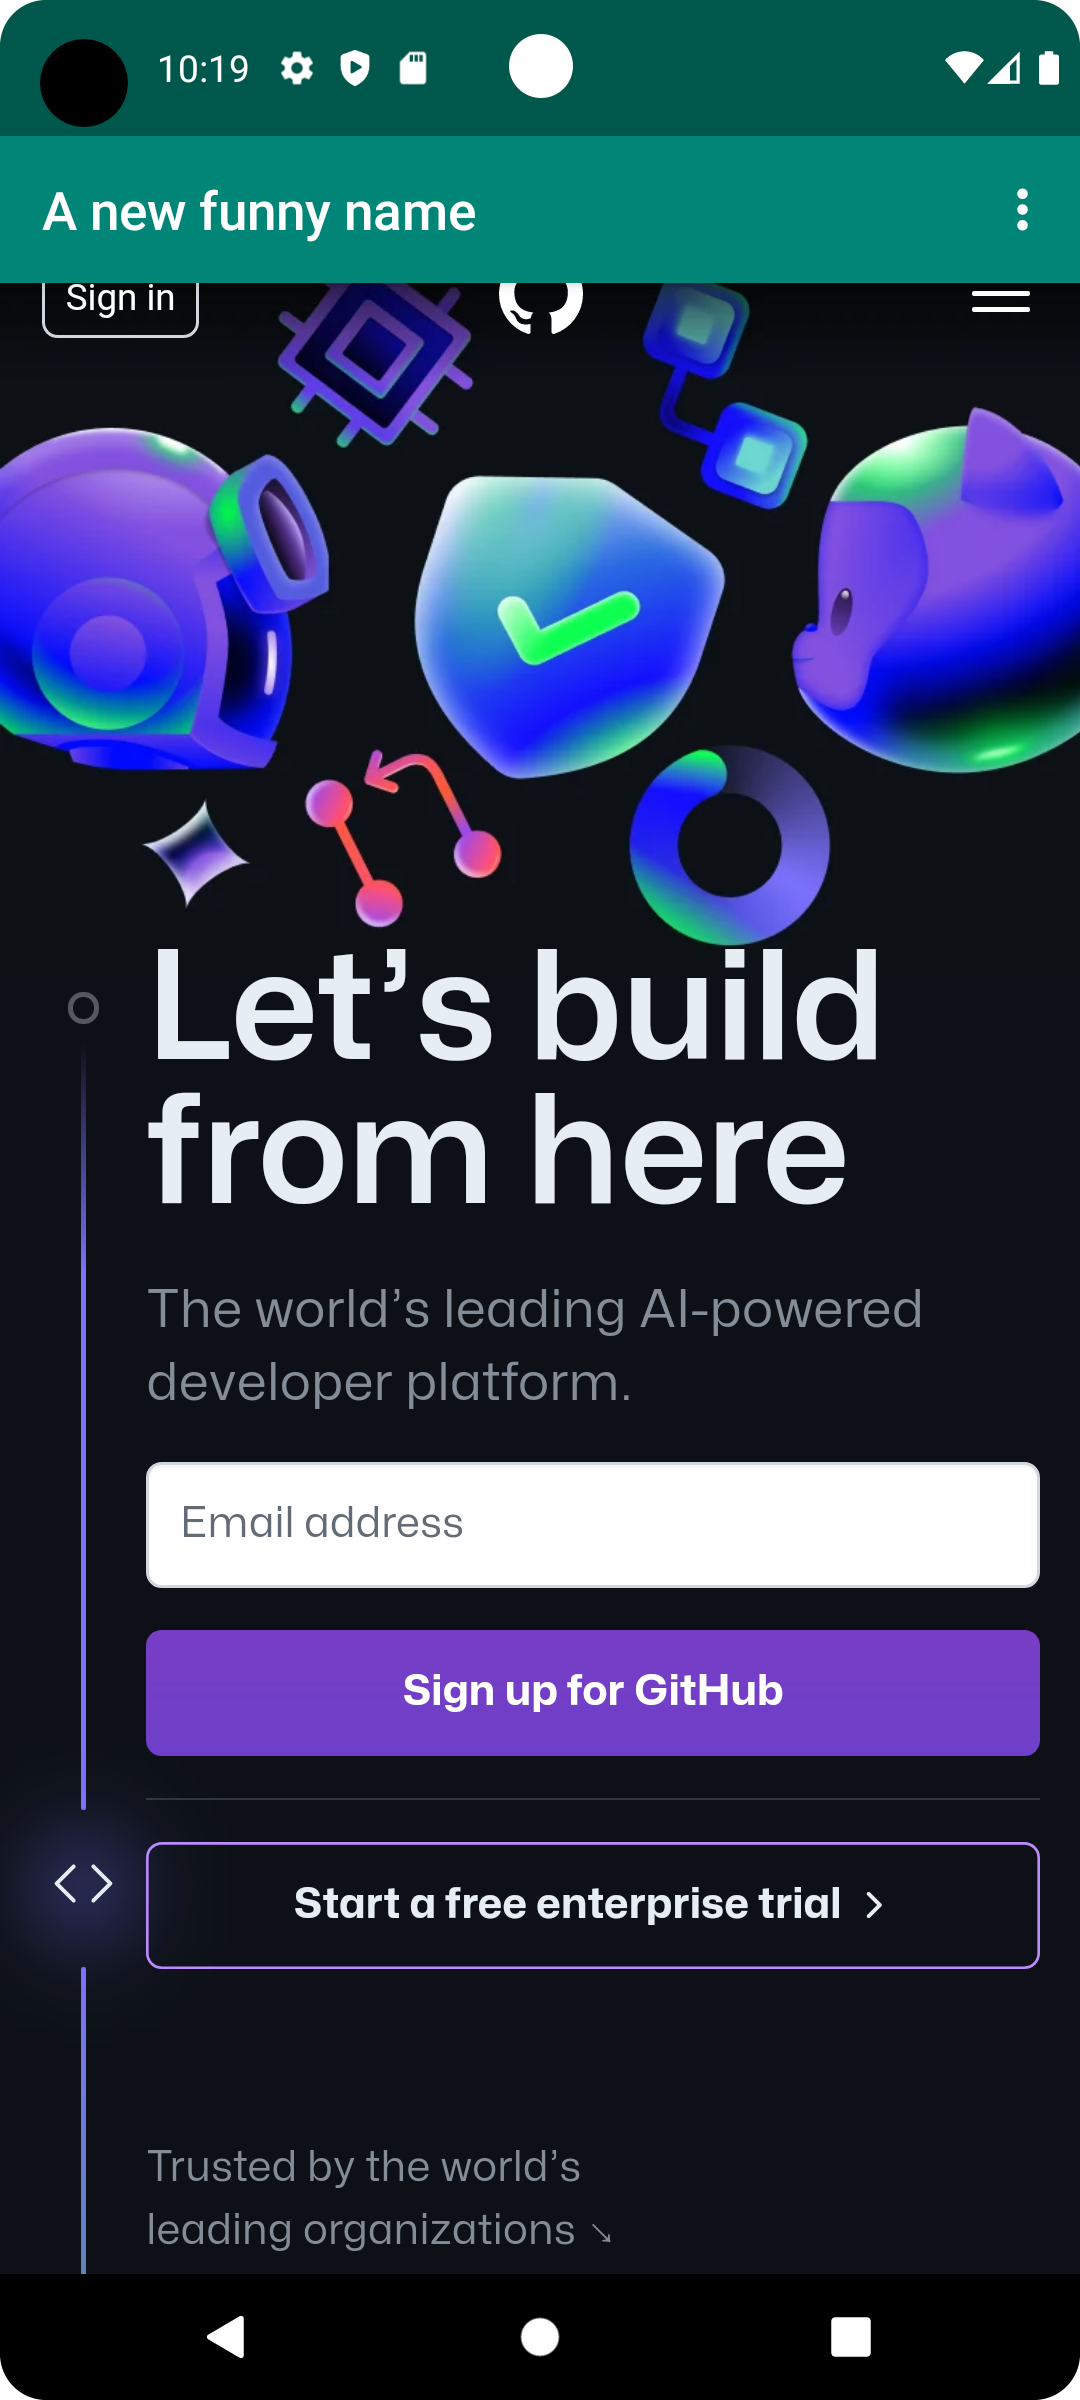 10:19
A new funny name
Sign in
Let’s build
from here
The world’s leading AI-powered
developer platform.
Email address
Sign up for GitHub
Start a free enterprise trial
Trusted by the world’s
leading organizations ↘